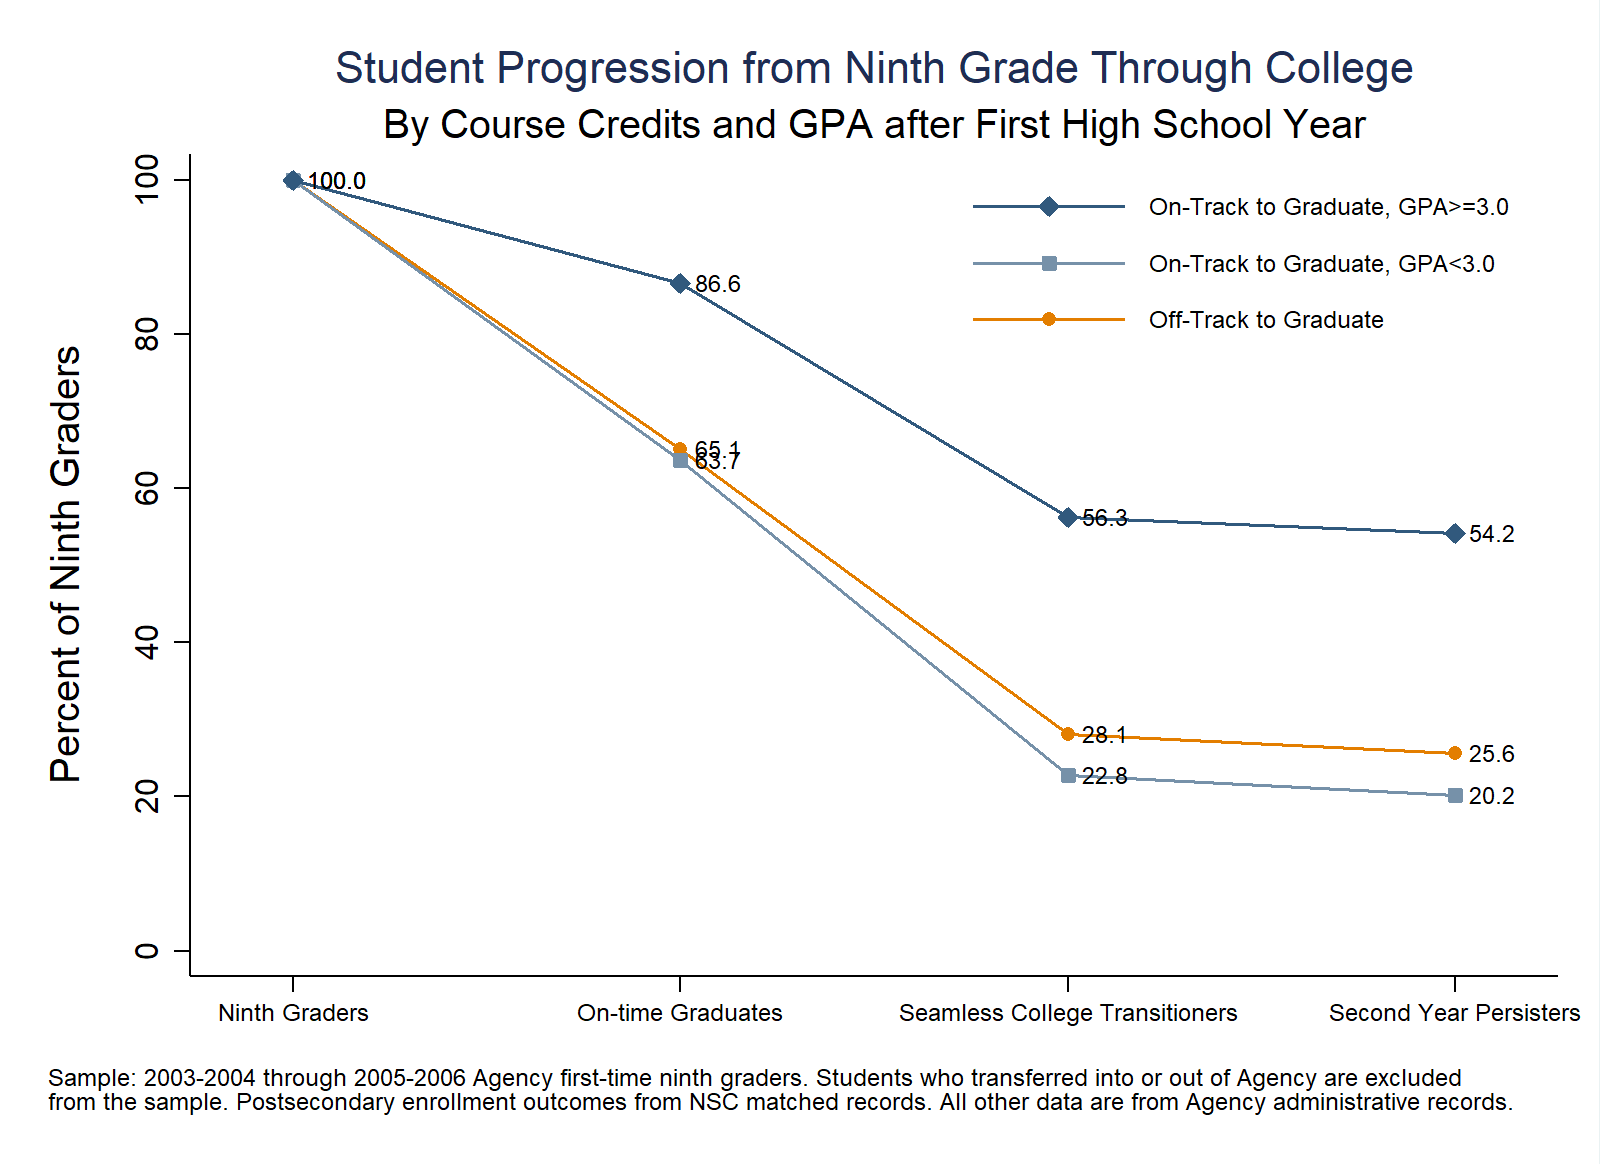 Student Progression from Ninth Grade Through College
By Course Credits and GPA after First High School Year
Percent of Ninth Graders
100
80
60
40
20
0
100.0
86.6
65.1
63.7
56.3
54.2
28.1
25.6
22.8
20.2
On-Track to Graduate, GPA>=3.0
On-Track to Graduate, GPA<3.0
Off-Track to Graduate
Ninth Graders
On-time Graduates
Seamless College Transitioners
Second Year Persisters
Sample: 2003-2004 through 2005-2006 Agency first-time ninth graders. Students who transferred into or out of Agency are excluded
from the sample. Postsecondary enrollment outcomes from NSC matched records. All other data are from Agency administrative records.